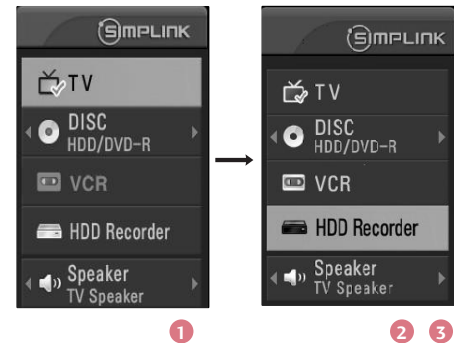 SIMPLINK
TV
DISC
HDD/DVD-R
VCR
HDD Recorder
Speaker
TV Speaker
1
SIMPLINK
TV
DISC
HDD/DVD-R
VCR
HDD Recorder
Speaker
TV Speaker
2 3